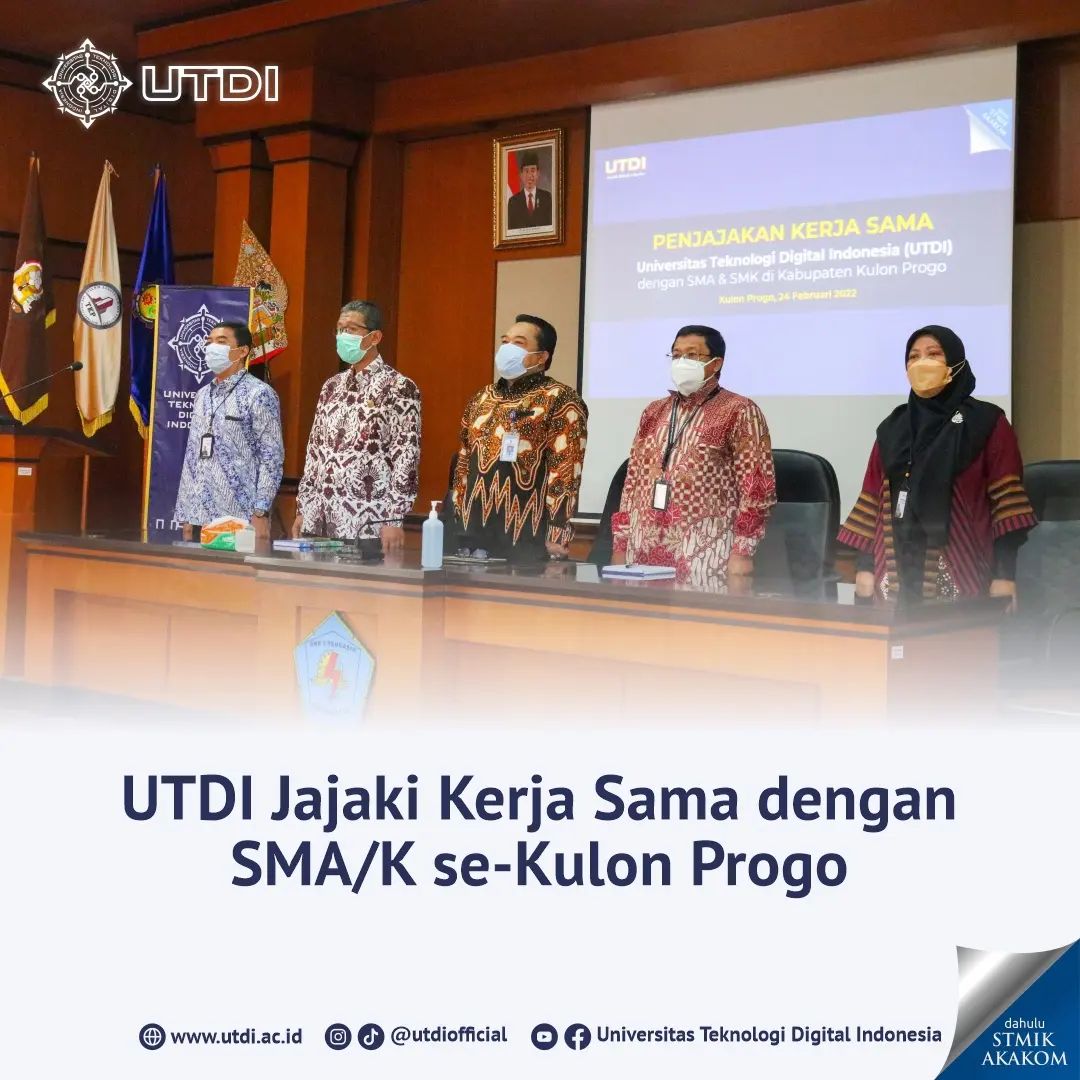 UTDI
UTDI
STMIK
AKAKOM
PENJAJAKAN KERJA SAMA
Universitas Teknologi Digital Indonesia (UTDI)
dengan SMA & SMK di Kabupaten Kulon Progo
Kulon Progo, 24 Februari 2022
UTDI Jajaki Kerja Sama dengan
SMA/K se-Kulon Progo
www.utdi.ac.id
@utdiofficial
Universitas Teknologi Digital Indonesia
dahulu
STMIK
AKAKOM